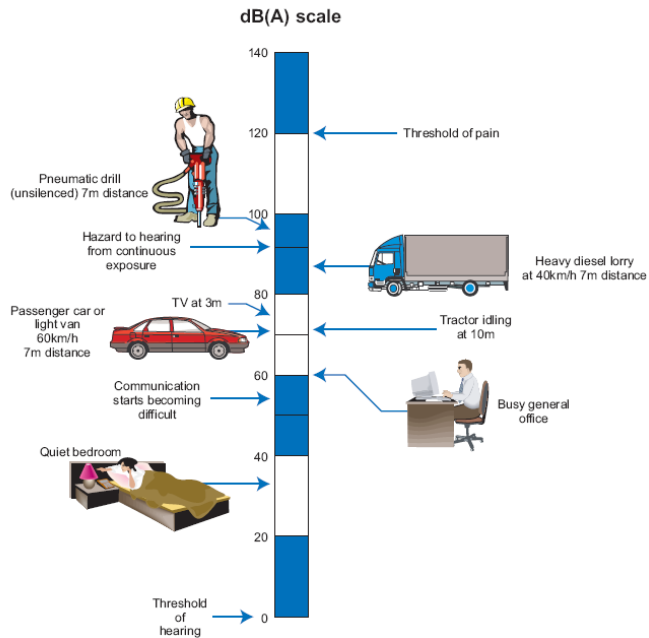 dB(A) scale
140
120
Threshold of pain
Pneumatic drill
(unsilenced) 7m distance
100
Hazard to hearing
from continuous
exposure
Heavy diesel lorry
at 40km/h 7m distance
80
TV at 3m
Passenger car or
light van
60km/h
7m distance
Tractor idling
at 10m
60
Communication
starts becoming
difficult
Busy general
office
Quiet bedroom
40
20
Threshold
of
hearing
0